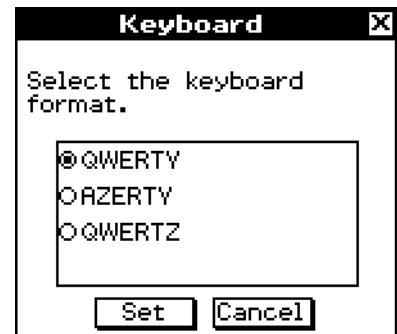 Keyboard X
Select the keyboard
format.
QWERTY
AZERTY
QWERTZ
Set Cancel